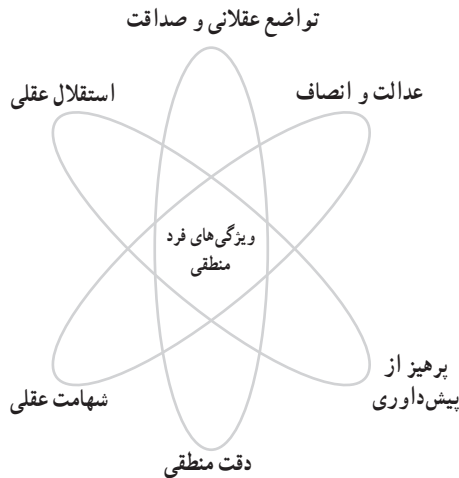 تواضع عقلانی و صداقت
عدالت و انصاف
استقلال عقلی
ویژگی‌های فرد
منطقی
پرهیز از
پیش‌داوری
شهامت عقلی
دقت منطقی